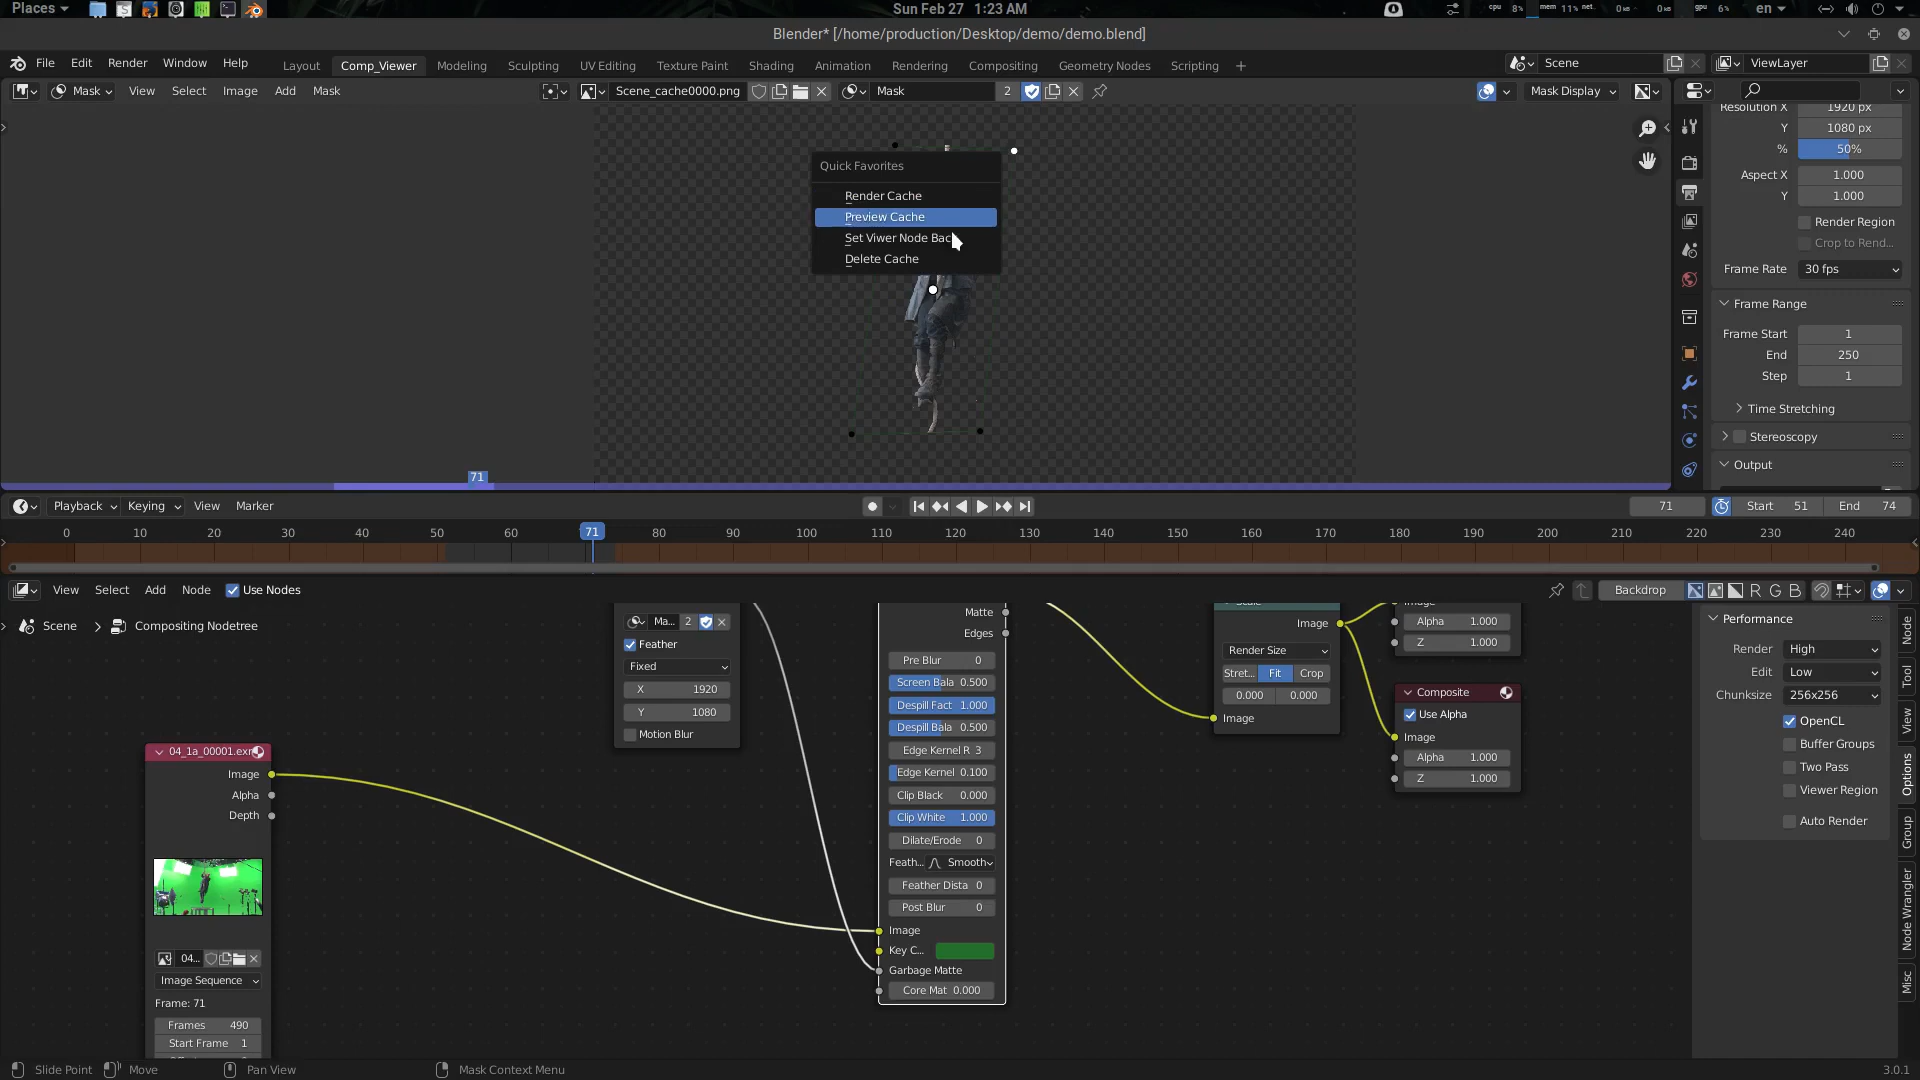 Places
Sun Feb 27 1:23 AM
cpu 8% mem 11% net 0kB 0kB gpu 6% en
Blender* [/home/production/Desktop/demo/demo.blend]
File Edit Render Window Help
Layout Comp_Viewer Modeling Sculpting UV Editing Texture Paint Shading Animation Rendering Compositing Geometry Nodes Scripting +
Scene
ViewLayer
Mask View Select Image Add Mask
Scene_cache0000.png
Mask 2
Mask Display
Quick Favorites
Render Cache
Preview Cache
Set Viwer Node Bac
Delete Cache
Resolution X 1920 px
Y 1080 px
% 50%
Aspect X 1.000
Y 1.000
Render Region
Crop to Rend...
Frame Rate 30 fps
Frame Range
Frame Start 1
End 250
Step 1
Time Stretching
Stereoscopy
Output
71
Playback Keying View Marker
71 Start 51 End 74
0 10 20 30 40 50 60 71 80 90 100 110 120 130 140 150 160 170 180 190 200 210 220 230 240
View Select Add Node Use Nodes
Backdrop R G B
Scene > Compositing Nodetree
Ma... 2
Feather
Fixed
X 1920
Y 1080
Motion Blur
04_1a_00001.exr
Image
Alpha
Depth
04...
Image Sequence
Frame: 71
Frames 490
Start Frame 1
Matte
Edges
Pre Blur 0
Screen Bala 0.500
Despill Fact 1.000
Despill Bala 0.500
Edge Kernel R 3
Edge Kernel 0.100
Clip Black 0.000
Clip White 1.000
Dilate/Erode 0
Feath... Smooth
Feather Dista 0
Post Blur 0
Image
Key C...
Garbage Matte
Core Mat 0.000
Scale
Image
Render Size
Stret... Fit Crop
0.000 0.000
Image
Image
Alpha 1.000
Z 1.000
Composite
Use Alpha
Image
Alpha 1.000
Z 1.000
Performance
Render High
Edit Low
Chunksize 256x256
OpenCL
Buffer Groups
Two Pass
Viewer Region
Auto Render
Node
Tool
View
Options
Group
Node Wrangler
Misc
Slide Point Move Pan View Mask Context Menu
3.0.1